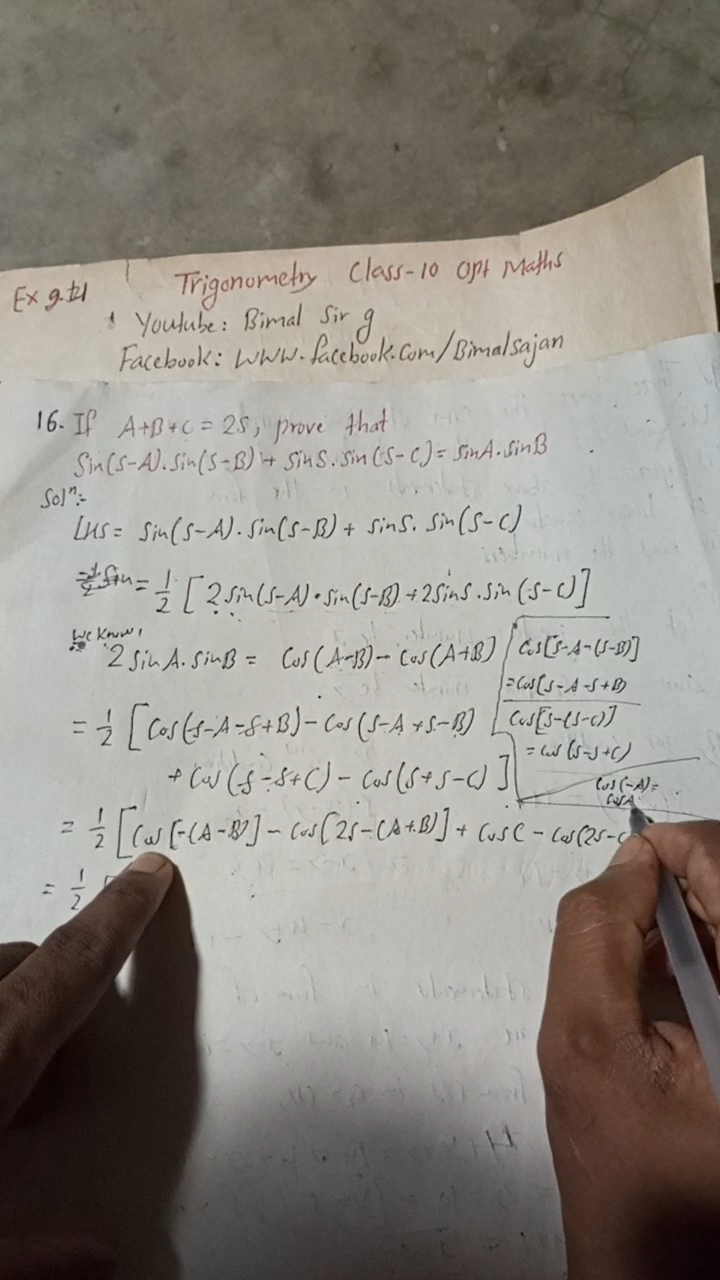 Ex 9.4
Trigonometry Class-10 Opt Maths
Youtube: Bimal Sir g
Facebook: WWW.facebook.Com/Bimalsajan
16. If A+B+C = 2S, prove that
Sin(S-A).Sin(S-B) + SinS.Sin(S-C) = SinA.SinB
Solⁿ:-
LHS = Sin(S-A).Sin(S-B) + SinS. Sin(S-C)
= 1/2 [2Sin(S-A).Sin(S-B) + 2SinS.Sin(S-C)]
We Know,
2SinA.SinB = Cos(A-B) - Cos(A+B)
Cos[S-A-(S-B)]
= Cos(S-A-S+B)
= 1/2 [Cos(S-A-S+B) - Cos(S-A+S-B)
Cos[S-(S-C)]
= Cos(S-S+C)
+ Cos(S-S+C) - Cos(S+S-C)]
Cos(-A)=
CosA
= 1/2 [Cos[-(A-B)] - Cos[2S-(A+B)] + CosC - Cos(2S-C
= 1/2 [